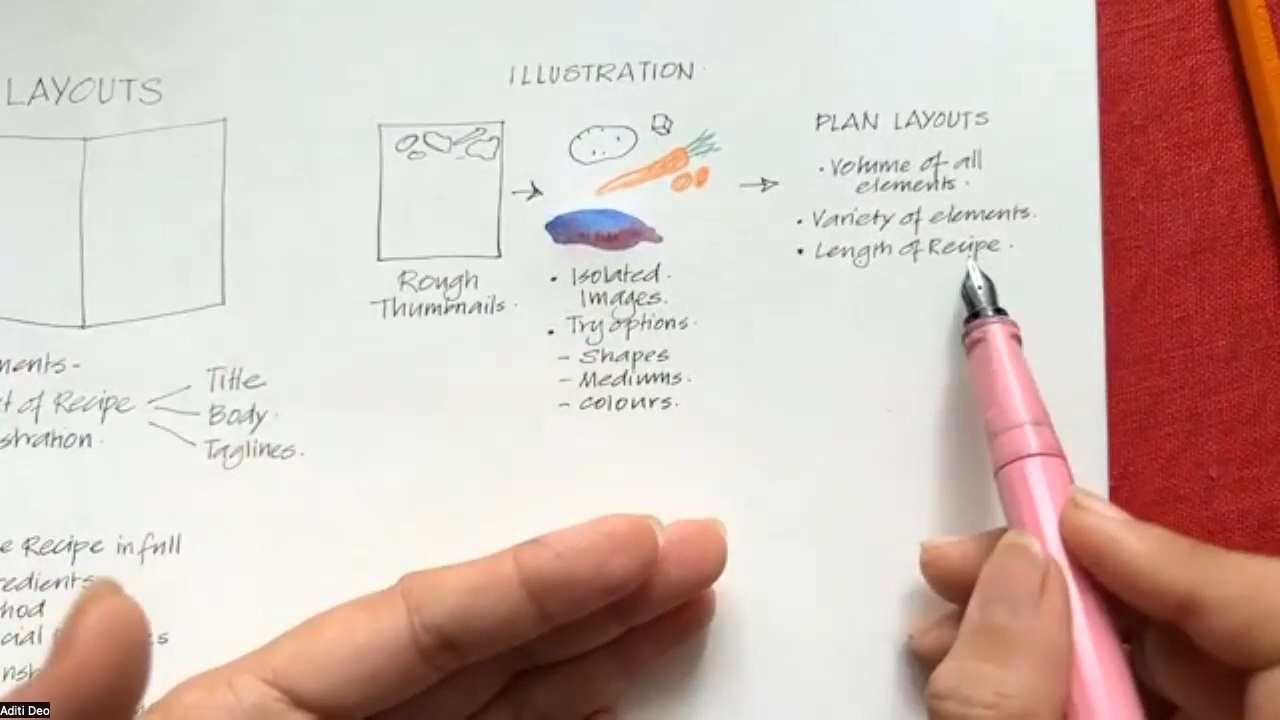 LAYOUTS
Title
Body.
Taglines.
of Recipe
Recipe in full
ILLUSTRATION.
Rough
Thumbnails.
• Isolated.
Images.
• Try options.
- Shapes
- Mediums.
- colours.
PLAN LAYOUTS
• Volume of all
elements.
• Variety of elements.
• Length of Recipe.
Aditi Deo